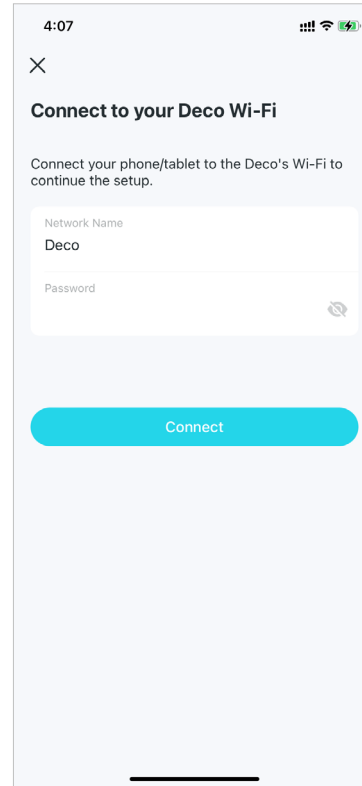 4:07
Connect to your Deco Wi-Fi
Connect your phone/tablet to the Deco's Wi-Fi to
continue the setup.
Network Name
Deco
Password
Connect